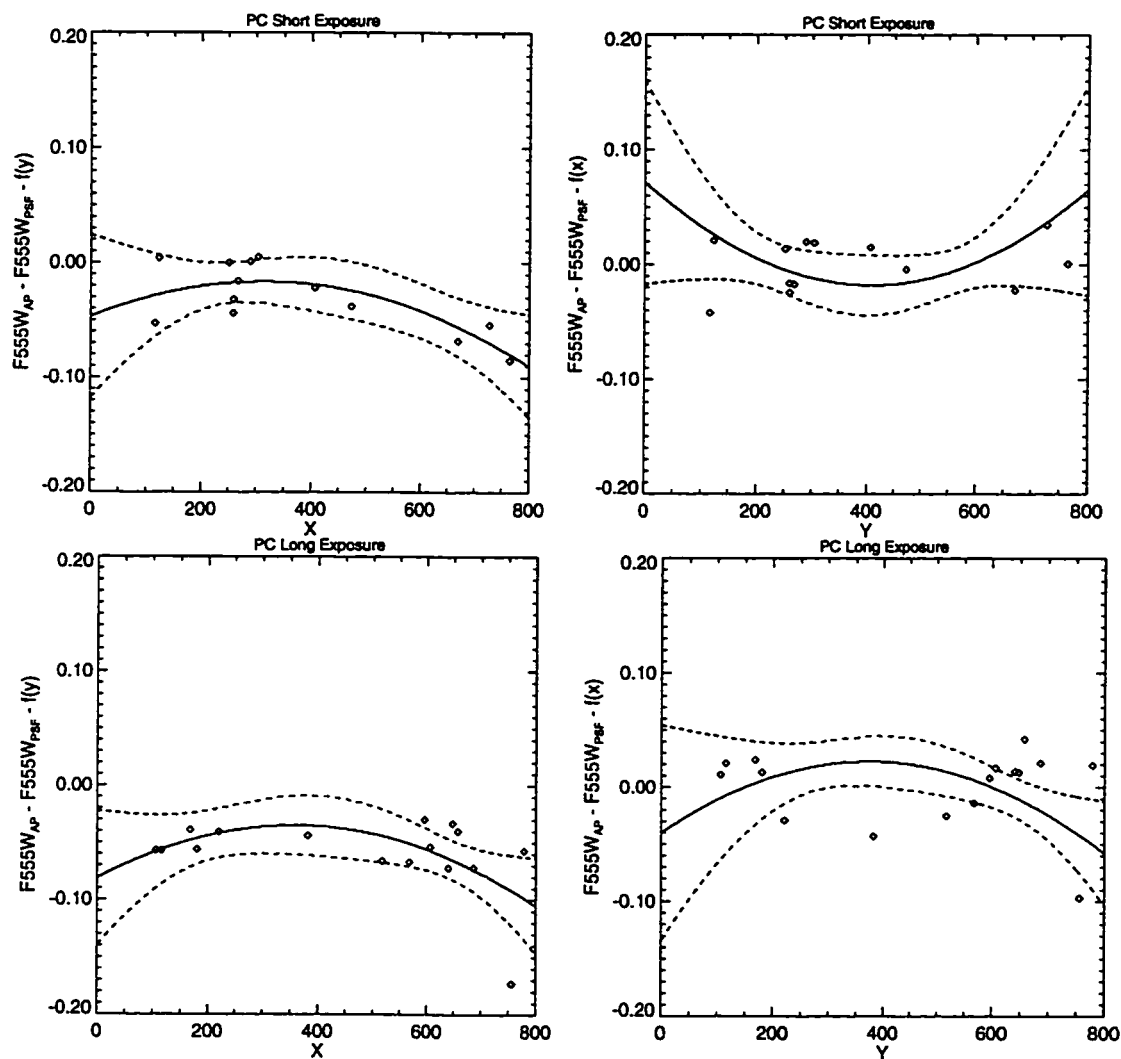 PC Short Exposure
0.20
0.10
0.00
-0.10
-0.20
F555W_AP - F555W_PSF - f(y)
0 200 400 600 800
X
PC Short Exposure
0.20
0.10
0.00
-0.10
-0.20
F555W_AP - F555W_PSF - f(x)
0 200 400 600 800
Y
PC Long Exposure
0.20
0.10
0.00
-0.10
-0.20
F555W_AP - F555W_PSF - f(y)
0 200 400 600 800
X
PC Long Exposure
0.20
0.10
0.00
-0.10
-0.20
F555W_AP - F555W_PSF - f(x)
0 200 400 600 800
Y